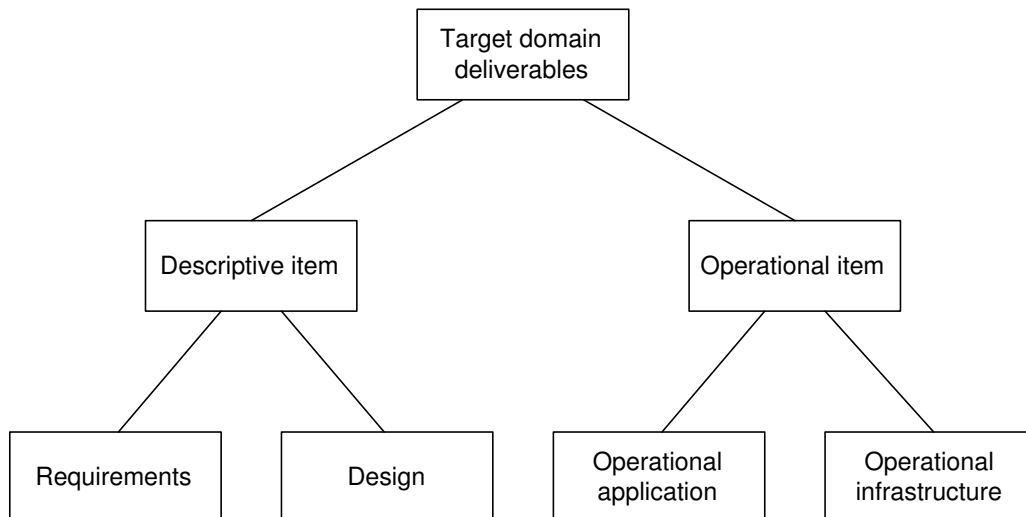 Target domain
deliverables
Descriptive item
Operational item
Requirements
Design
Operational
application
Operational
infrastructure